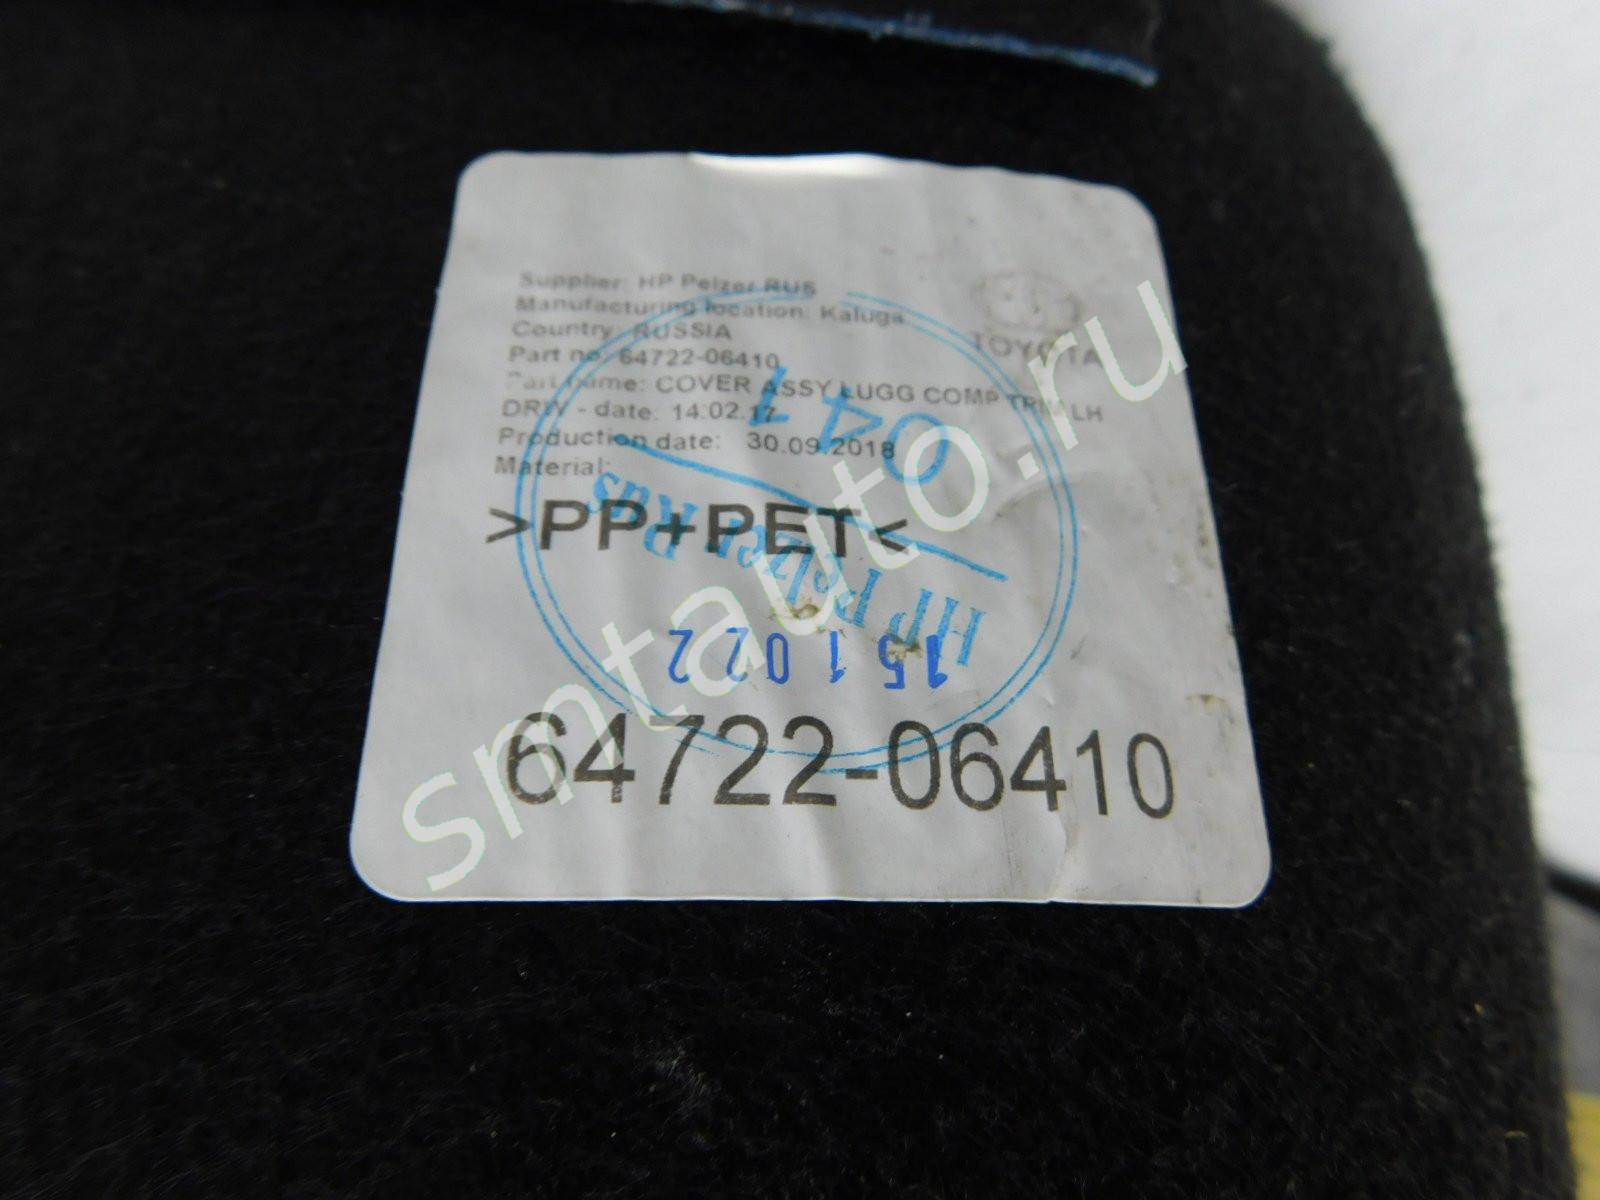 Supplier: HP Pelzer RUS
Manufacturing location: Kaluga
Country: RUSSIA
TOYOTA
Part no: 64722-06410
Part name: COVER ASSY LUGG COMP TRIM LH
DRW - date: 14.02.17
Production date: 30.09.2018
Material:
>PP+PET<
041
HP Pelzer Rus
151022
64722-06410
smtauto.ru